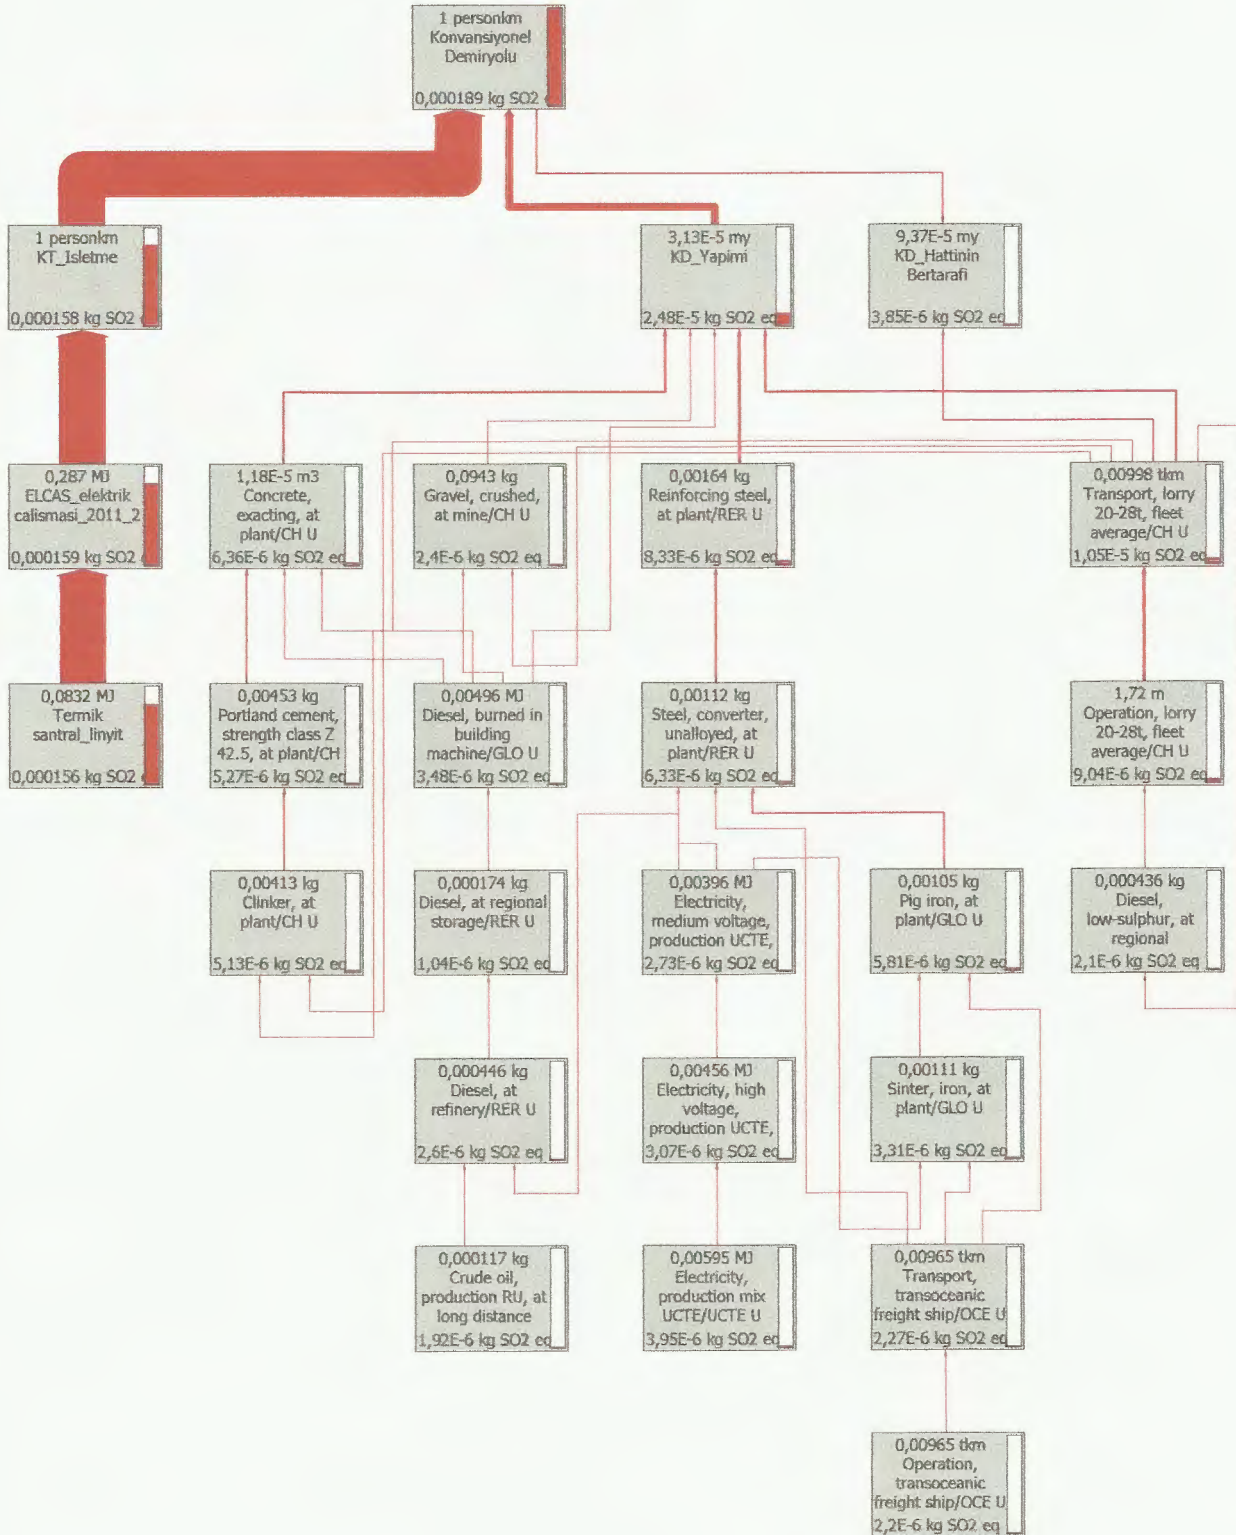 1 personkm
Konvansiyonel
Demiryolu
0,000189 kg SO2
1 personkm
KT_Isletme
0,000158 kg SO2
3,13E-5 my
KD_Yapimi
2,48E-5 kg SO2 eq
9,37E-5 my
KD_Hattinin
Bertarafi
3,85E-6 kg SO2 eq
0,287 MJ
ELCAS_elektrik
calismasi_2011_2
0,000159 kg SO2
1,18E-5 m3
Concrete,
exacting, at
plant/CH U
6,36E-6 kg SO2 eq
0,0943 kg
Gravel, crushed,
at mine/CH U
2,4E-6 kg SO2 eq
0,00164 kg
Reinforcing steel,
at plant/RER U
8,33E-6 kg SO2 eq
0,00998 tkm
Transport, lorry
20-28t, fleet
average/CH U
1,05E-5 kg SO2 eq
0,0832 MJ
Termik
santral_linyit
0,000156 kg SO2
0,00453 kg
Portland cement,
strength class Z
42.5, at plant/CH
5,27E-6 kg SO2 eq
0,00496 MJ
Diesel, burned in
building
machine/GLO U
3,48E-6 kg SO2 eq
0,00112 kg
Steel, converter,
unalloyed, at
plant/RER U
6,33E-6 kg SO2 eq
1,72 m
Operation, lorry
20-28t, fleet
average/CH U
9,04E-6 kg SO2 eq
0,00413 kg
Clinker, at
plant/CH U
5,13E-6 kg SO2 eq
0,000174 kg
Diesel, at regional
storage/RER U
1,04E-6 kg SO2 eq
0,00396 MJ
Electricity,
medium voltage,
production UCTE,
2,73E-6 kg SO2 eq
0,00105 kg
Pig iron, at
plant/GLO U
5,81E-6 kg SO2 eq
0,000436 kg
Diesel,
low-sulphur, at
regional
2,1E-6 kg SO2 eq
0,000446 kg
Diesel, at
refinery/RER U
2,6E-6 kg SO2 eq
0,00456 MJ
Electricity, high
voltage,
production UCTE,
3,07E-6 kg SO2 eq
0,00111 kg
Sinter, iron, at
plant/GLO U
3,31E-6 kg SO2 eq
0,000117 kg
Crude oil,
production RU, at
long distance
1,92E-6 kg SO2 eq
0,00595 MJ
Electricity,
production mix
UCTE/UCTE U
3,95E-6 kg SO2 eq
0,00965 tkm
Transport,
transoceanic
freight ship/OCE U
2,27E-6 kg SO2 eq
0,00965 tkm
Operation,
transoceanic
freight ship/OCE U
2,2E-6 kg SO2 eq